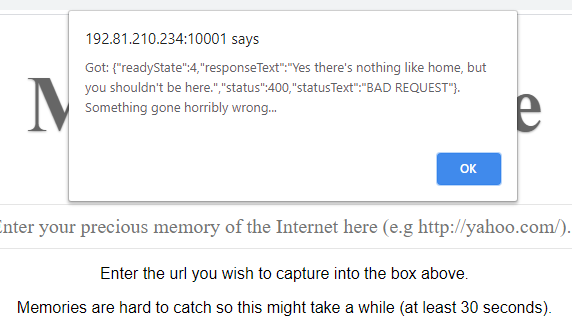 192.81.210.234:10001 says
Got: {"readyState":4,"responseText":"Yes there's nothing like home, but
you shouldn't be here.","status":400,"statusText":"BAD REQUEST"}.
Something gone horribly wrong...
OK
Enter your precious memory of the Internet here (e.g http://yahoo.com/).
Enter the url you wish to capture into the box above.
Memories are hard to catch so this might take a while (at least 30 seconds).